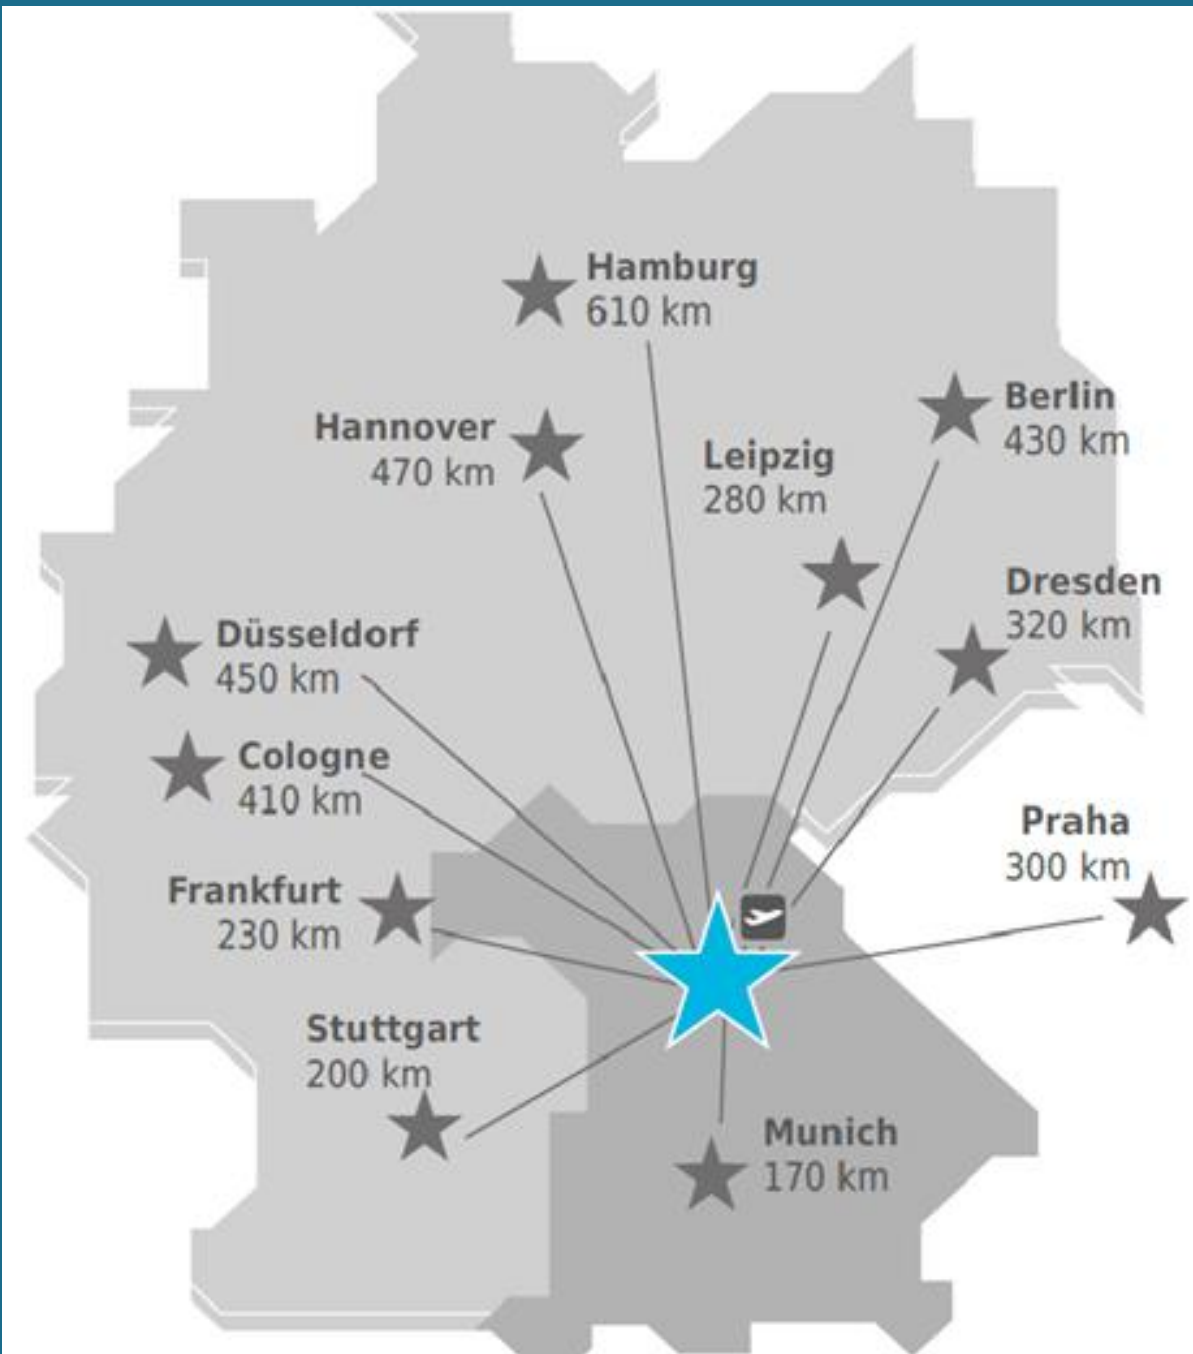 Hamburg
610 km
Berlin
430 km
Hannover
470 km
Leipzig
280 km
Dresden
320 km
Düsseldorf
450 km
Cologne
410 km
Praha
300 km
Frankfurt
230 km
Stuttgart
200 km
Munich
170 km